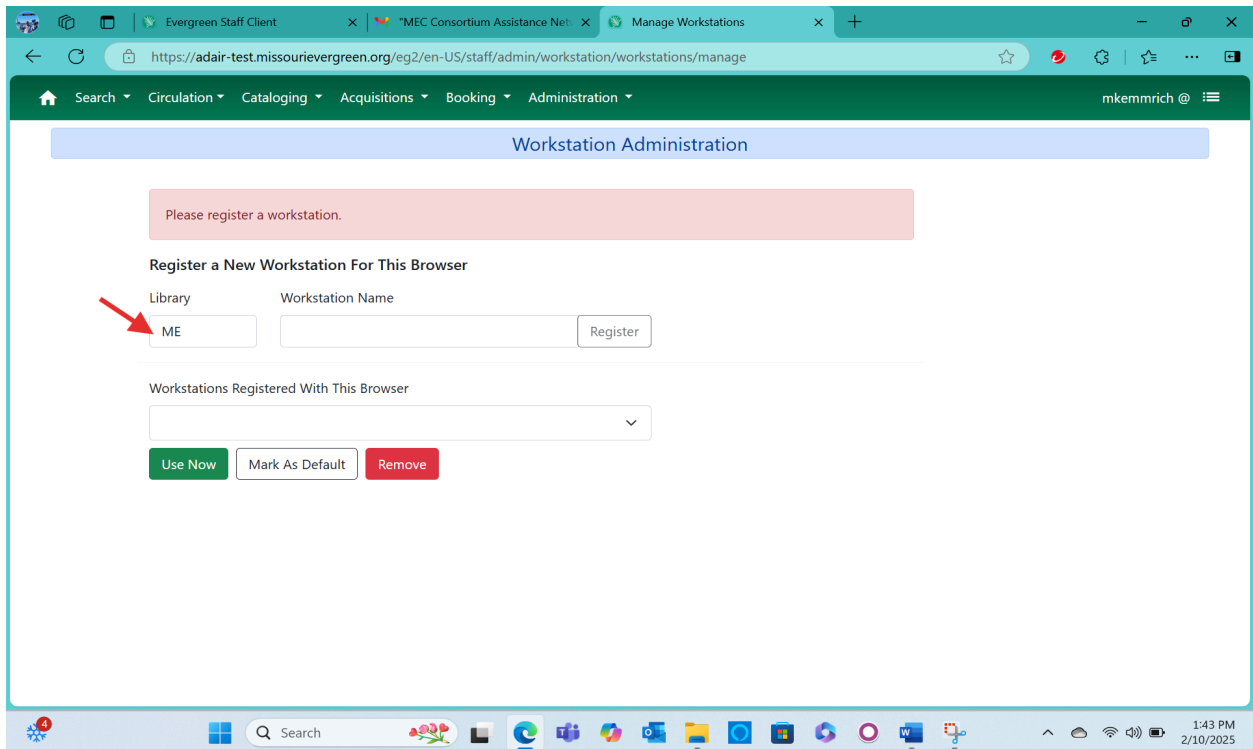 Evergreen Staff Client
"MEC Consortium Assistance Netw
Manage Workstations
https://adair-test.missourievergreen.org/eg2/en-US/staff/admin/workstation/workstations/manage
Search Circulation Cataloging Acquisitions Booking Administration mkemmrich @
Workstation Administration
Please register a workstation.
Register a New Workstation For This Browser
Library Workstation Name
ME Register
Workstations Registered With This Browser
Use Now Mark As Default Remove
4 Search 1:43 PM
2/10/2025